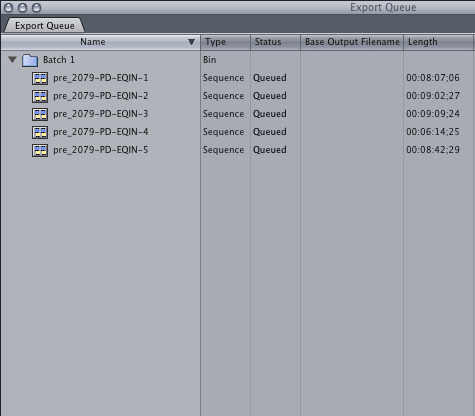 Export Queue
Export Queue
Name Type Status Base Output Filename Length
Batch 1 Bin
pre_2079-PD-EQIN-1 Sequence Queued 00:08:07;06
pre_2079-PD-EQIN-2 Sequence Queued 00:09:02;27
pre_2079-PD-EQIN-3 Sequence Queued 00:09:09;24
pre_2079-PD-EQIN-4 Sequence Queued 00:06:14;25
pre_2079-PD-EQIN-5 Sequence Queued 00:08:42;29